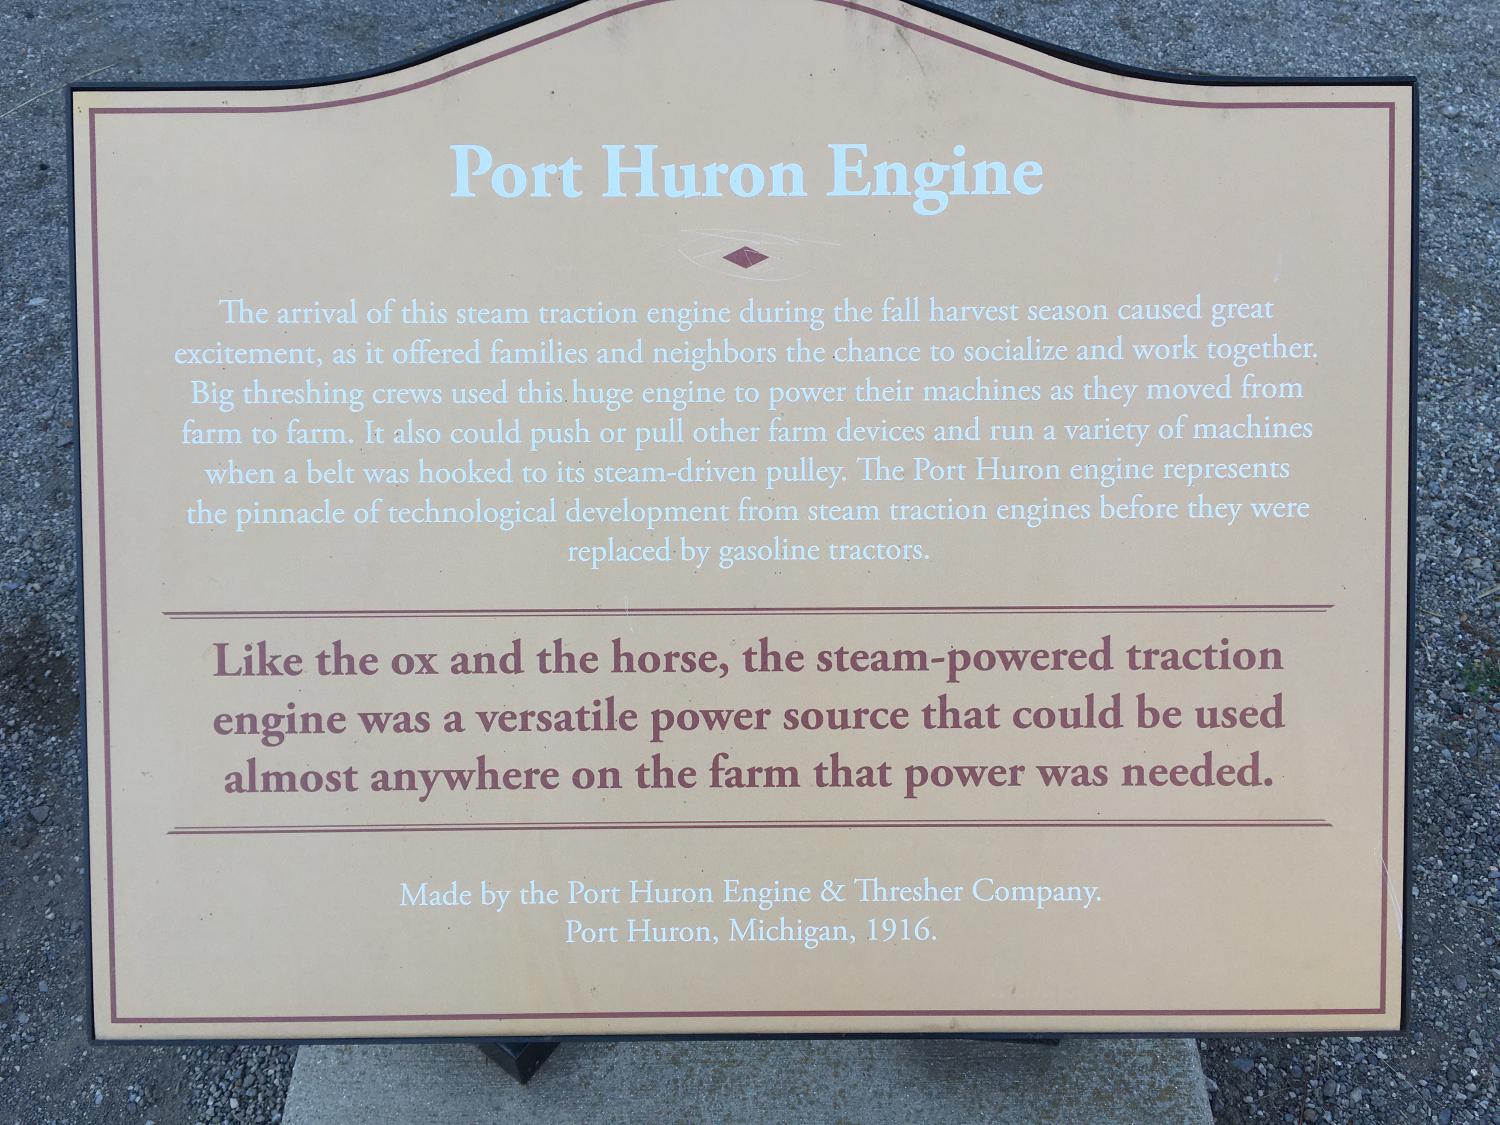 Port Huron Engine
The arrival of this steam traction engine during the fall harvest season caused great
excitement, as it offered families and neighbors the chance to socialize and work together.
Big threshing crews used this huge engine to power their machines as they moved from
farm to farm. It also could push or pull other farm devices and run a variety of machines
when a belt was hooked to its steam-driven pulley. The Port Huron engine represents
the pinnacle of technological development from steam traction engines before they were
replaced by gasoline tractors.
Like the ox and the horse, the steam-powered traction
engine was a versatile power source that could be used
almost anywhere on the farm that power was needed.
Made by the Port Huron Engine & Thresher Company.
Port Huron, Michigan, 1916.